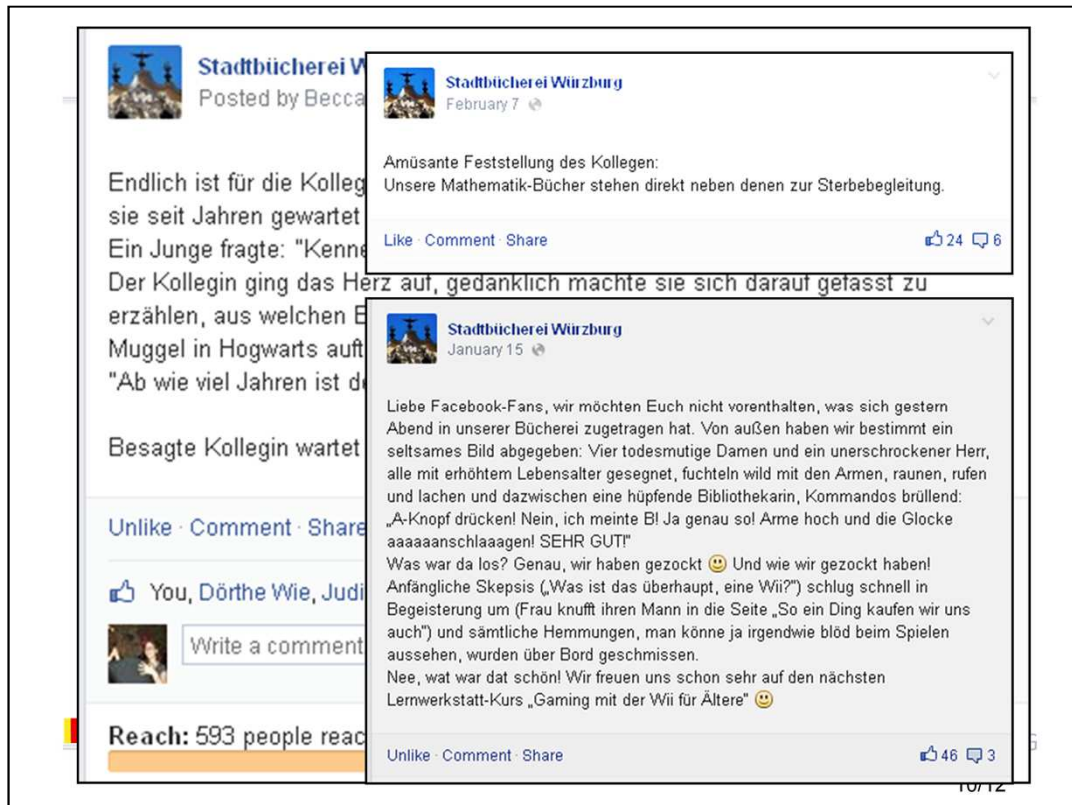 Stadtbücherei W
Posted by Becca
Endlich ist für die Kolleg
sie seit Jahren gewartet
Ein Junge fragte: "Kenne
Der Kollegin ging das Herz auf, gedanklich machte sie sich darauf gefasst zu
erzählen, aus welchen
Muggel in Hogwarts auft
"Ab wie viel Jahren ist de
Besagte Kollegin wartet
Unlike · Comment · Share
You, Dörthe Wie, Judi
Write a comment
Reach: 593 people reac
Stadtbücherei Würzburg
February 7
Amüsante Feststellung des Kollegen:
Unsere Mathematik-Bücher stehen direkt neben denen zur Sterbebegleitung.
Like · Comment · Share
24 6
Stadtbücherei Würzburg
January 15
Liebe Facebook-Fans, wir möchten Euch nicht vorenthalten, was sich gestern
Abend in unserer Bücherei zugetragen hat. Von außen haben wir bestimmt ein
seltsames Bild abgegeben: Vier todesmutige Damen und ein unerschrockener Herr,
alle mit erhöhtem Lebensalter gesegnet, fuchteln wild mit den Armen, raunen, rufen
und lachen und dazwischen eine hüpfende Bibliothekarin, Kommandos brüllend:
„A-Knopf drücken! Nein, ich meinte B! Ja genau so! Arme hoch und die Glocke
aaaaaanschlaaagen! SEHR GUT!"
Was war da los? Genau, wir haben gezockt 🙂 Und wie wir gezockt haben!
Anfängliche Skepsis („Was ist das überhaupt, eine Wii?") schlug schnell in
Begeisterung um (Frau knufft ihren Mann in die Seite „So ein Ding kaufen wir uns
auch") und sämtliche Hemmungen, man könne ja irgendwie blöd beim Spielen
aussehen, wurden über Bord geschmissen.
Nee, wat war dat schön! Wir freuen uns schon sehr auf den nächsten
Lernwerkstatt-Kurs „Gaming mit der Wii für Ältere" 🙂
Unlike · Comment · Share
46 3
10/12